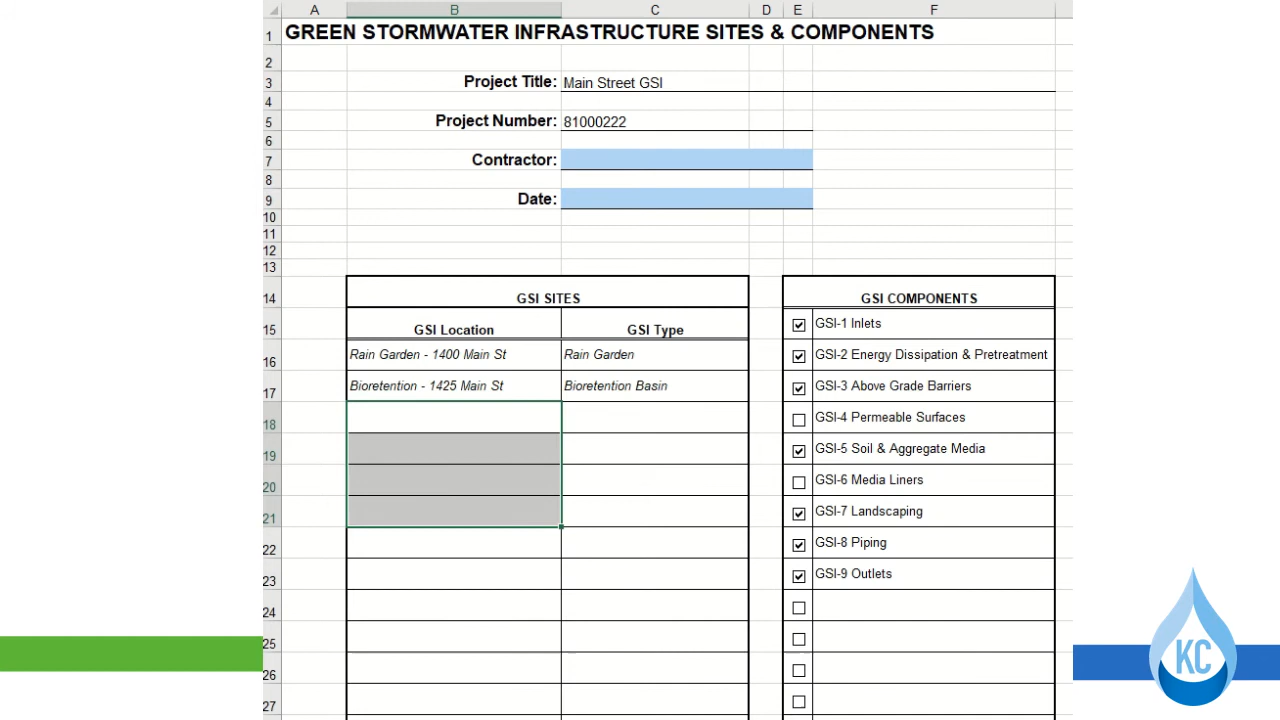 A B C D E F
1 GREEN STORMWATER INFRASTRUCTURE SITES & COMPONENTS
2
3 Project Title: Main Street GSI
4
5 Project Number: 81000222
6
7 Contractor:
8
9 Date:
10
11
12
13
14 GSI SITES GSI COMPONENTS
15 GSI Location GSI Type GSI-1 Inlets
16 Rain Garden - 1400 Main St Rain Garden GSI-2 Energy Dissipation & Pretreatment
17 Bioretention - 1425 Main St Bioretention Basin GSI-3 Above Grade Barriers
18 GSI-4 Permeable Surfaces
19 GSI-5 Soil & Aggregate Media
20 GSI-6 Media Liners
21 GSI-7 Landscaping
22 GSI-8 Piping
23 GSI-9 Outlets
24
25
26
27
KC